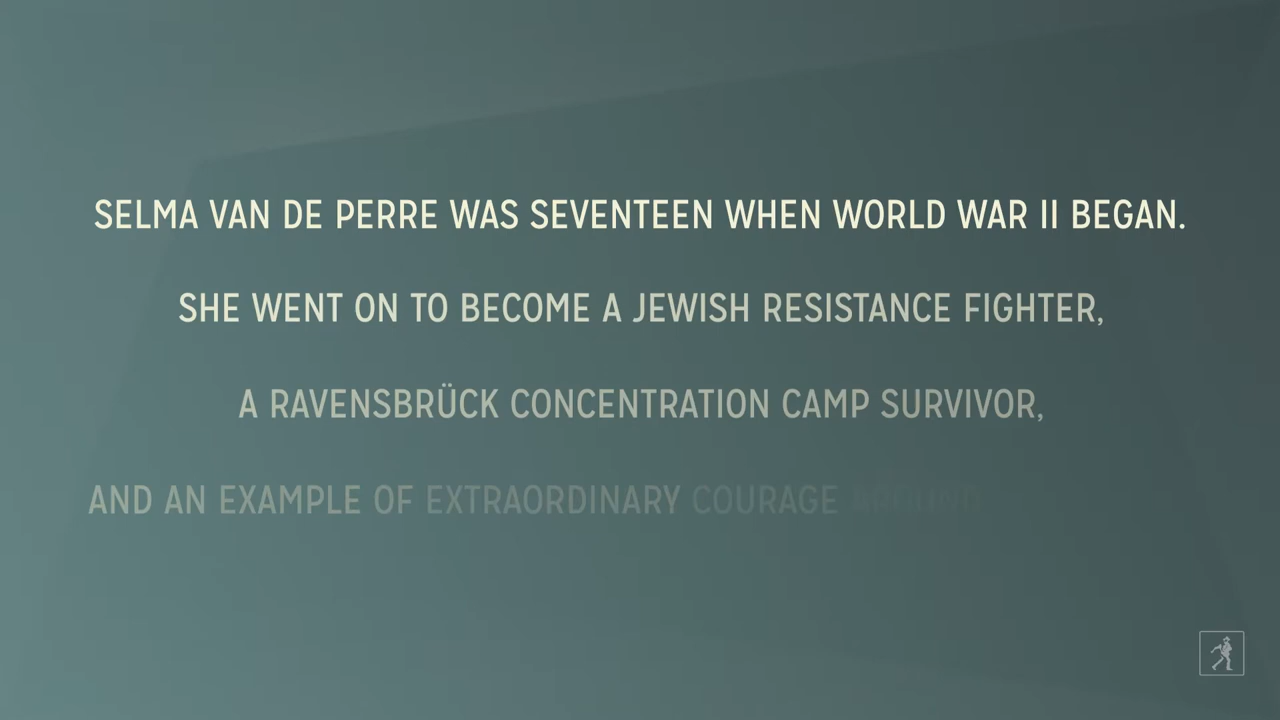 SELMA VAN DE PERRE WAS SEVENTEEN WHEN WORLD WAR II BEGAN.
SHE WENT ON TO BECOME A JEWISH RESISTANCE FIGHTER,
A RAVENSBRÜCK CONCENTRATION CAMP SURVIVOR,
AND AN EXAMPLE OF EXTRAORDINARY COURAGE